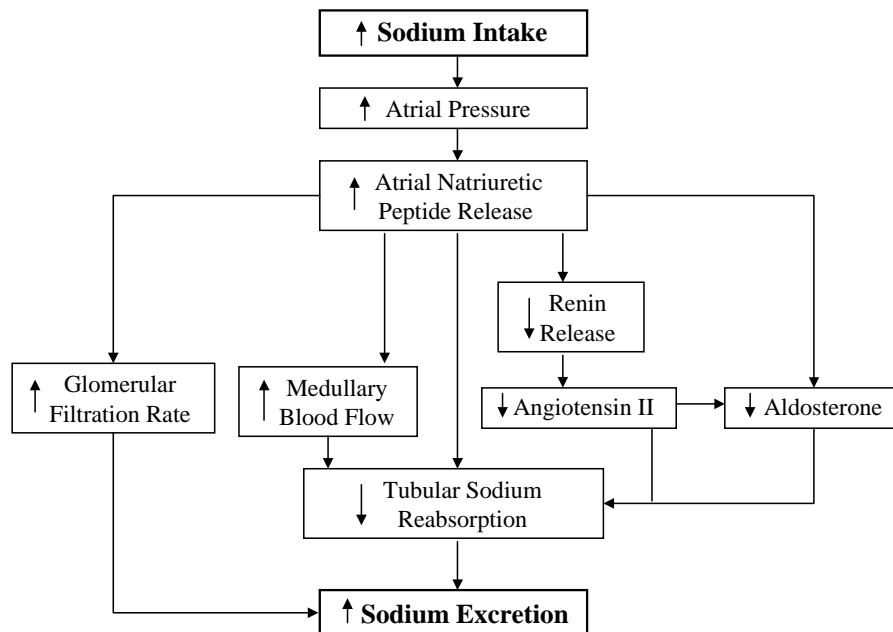 Sodium Intake
Atrial Pressure
Atrial Natriuretic
Peptide Release
Renin
Release
Glomerular
Filtration Rate
Medullary
Blood Flow
Angiotensin II
Aldosterone
Tubular Sodium
Reabsorption
Sodium Excretion